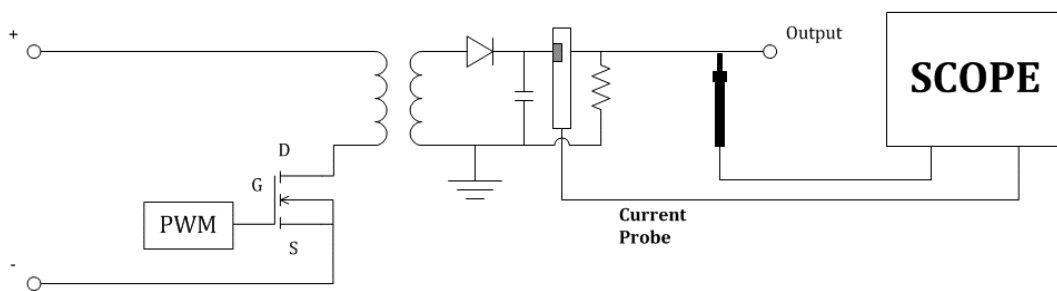 +
Output
SCOPE
D
G
PWM
S
Current
Probe
-